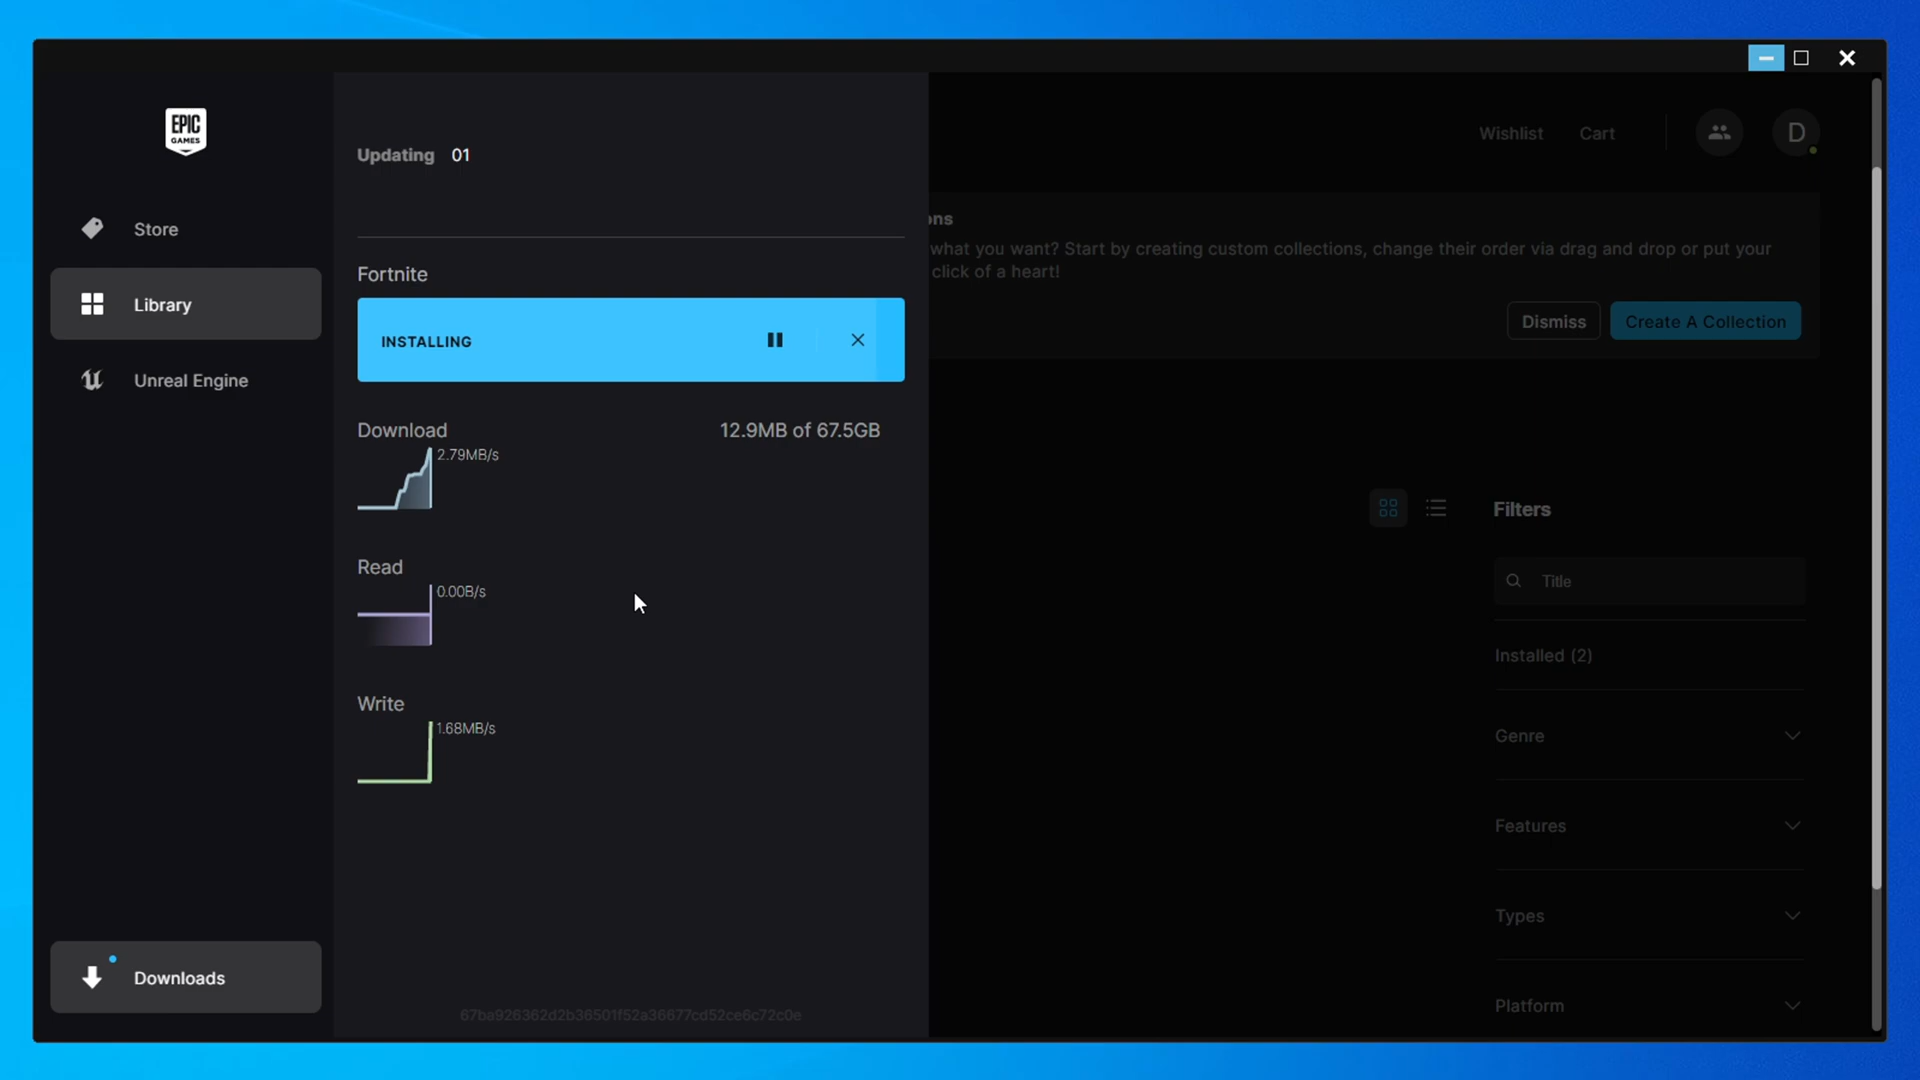 EPIC
GAMES
Store
Library
Unreal Engine
Downloads
Updating 01
Fortnite
INSTALLING
Download 12.9MB of 67.5GB
2.79MB/s
Read
0.00B/s
Write
1.68MB/s
67ba926362d2b36501f52a36677cd52ce6c72c0e
Wishlist Cart D
ons
what you want? Start by creating custom collections, change their order via drag and drop or put your
click of a heart!
Dismiss Create A Collection
Filters
Title
Installed (2)
Genre
Features
Types
Platform